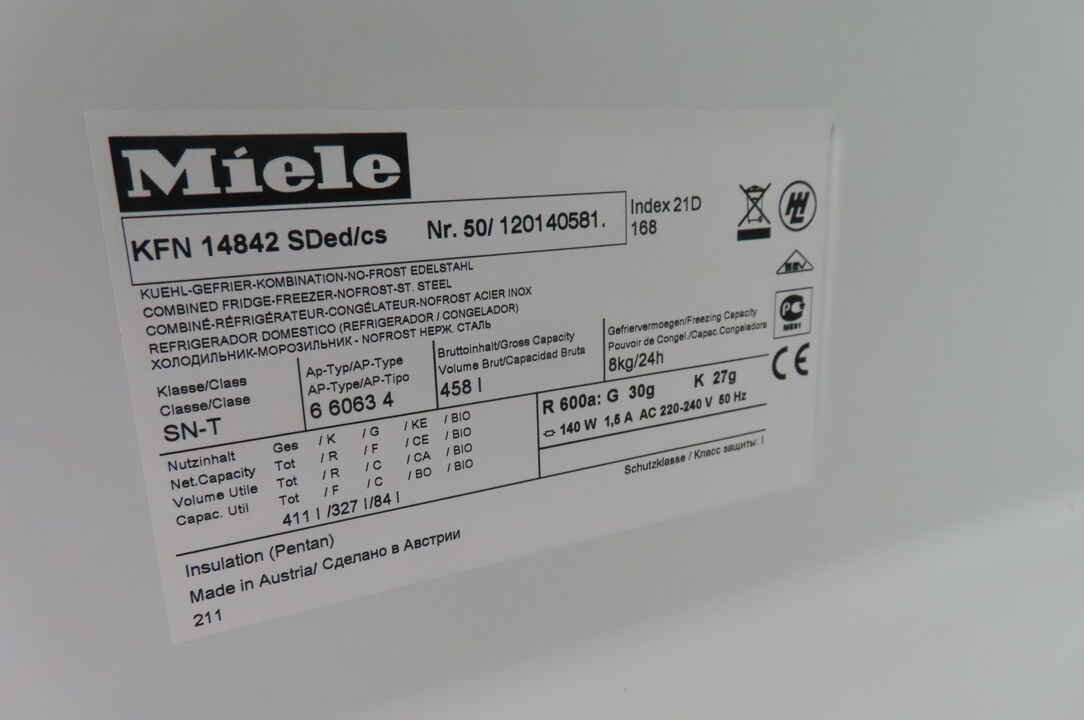 Miele
KFN 14842 SDed/cs Nr. 50/ 120140581.
Index 21D
168
KUEHL-GEFRIER-KOMBINATION-NO-FROST EDELSTAHL
COMBINED FRIDGE-FREEZER-NOFROST-ST. STEEL
COMBINÉ-RÉFRIGÉRATEUR-CONGÉLATEUR-NOFROST ACIER INOX
REFRIGERADOR DOMESTICO (REFRIGERADOR / CONGELADOR)
ХОЛОДИЛЬНИК-МОРОЗИЛЬНИК - NOFROST НЕРЖ. СТАЛЬ
Klasse/Class
Classe/Clase
SN-T
Ap-Typ/AP-Type
AP-Type/AP-Tipo
6 6063 4
Bruttoinhalt/Gross Capacity
Volume Brut/Capacidad Bruta
458 l
Gefriervermoegen/Freezing Capacity
Pouvoir de Congel./Capac.Congeladora
8kg/24h
R 600a: G 30g K 27g
140 W 1,5 A AC 220-240 V 50 Hz
Schutzklasse / Класс защиты: I
Nutzinhalt Ges / K / G / KE / BIO
Net.Capacity Tot / R / F / CE / BIO
Volume Utile Tot / R / C / CA / BIO
Capac. Util Tot / F / C / BO / BIO
411 l /327 l/84 l
Insulation (Pentan)
Made in Austria/ Сделано в Австрии
211
SEV
PC
ME91
CE